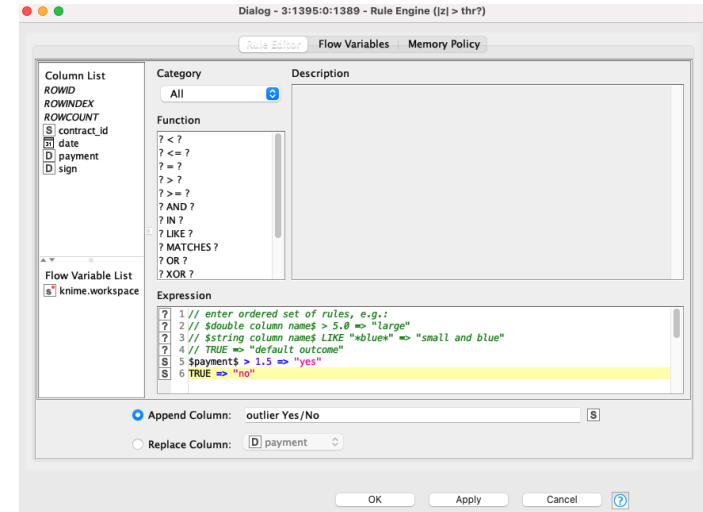 Dialog - 3:1395:0:1389 - Rule Engine (|z| > thr?)
Rule Editor Flow Variables Memory Policy
Column List
ROWID
ROWINDEX
ROWCOUNT
S contract_id
31 date
D payment
D sign
Flow Variable List
s knime.workspace
Category
All
Function
? < ?
? <= ?
? = ?
? > ?
? >= ?
? AND ?
? IN ?
? LIKE ?
? MATCHES ?
? OR ?
? XOR ?
Description
Expression
? 1 // enter ordered set of rules, e.g.:
? 2 // $double column name$ > 5.0 => "large"
? 3 // $string column name$ LIKE "*blue*" => "small and blue"
? 4 // TRUE => "default outcome"
S 5 $payment$ > 1.5 => "yes"
S 6 TRUE => "no"
Append Column: outlier Yes/No S
Replace Column: D payment
OK Apply Cancel ?